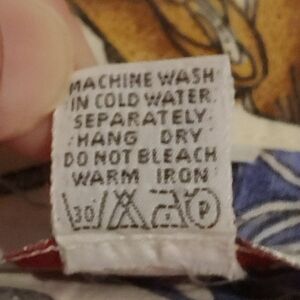 MACHINE WASH
IN COLD WATER
SEPARATELY
HANG DRY
DO NOT BLEACH
WARM IRON
30 P